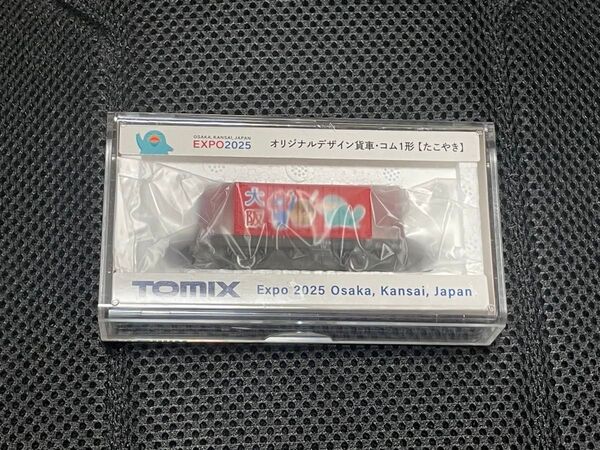 OSAKA, KANSAI, JAPAN
EXPO2025
オリジナルデザイン貨車・コム1形【たこやき】
大
阪
TOMIX Expo 2025 Osaka, Kansai, Japan